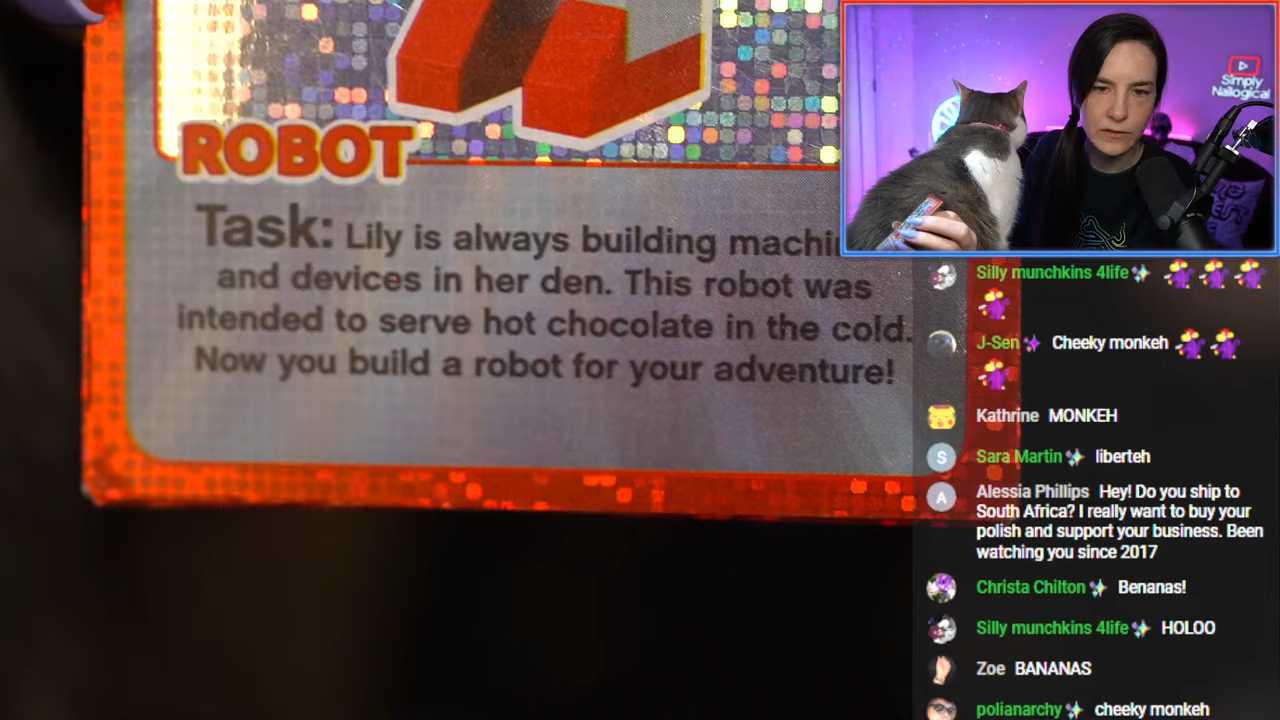 ROBOT
Task: Lily is always building machin
and devices in her den. This robot was
intended to serve hot chocolate in the cold.
Now you build a robot for your adventure!
Simply
Nailogical
Silly munchkins 4life
J-Sen Cheeky monkeh
Kathrine MONKEH
S Sara Martin liberteh
A Alessia Phillips Hey! Do you ship to
South Africa? I really want to buy your
polish and support your business. Been
watching you since 2017
Christa Chilton Benanas!
Silly munchkins 4life HOLOO
Zoe BANANAS
polianarchy cheeky monkeh